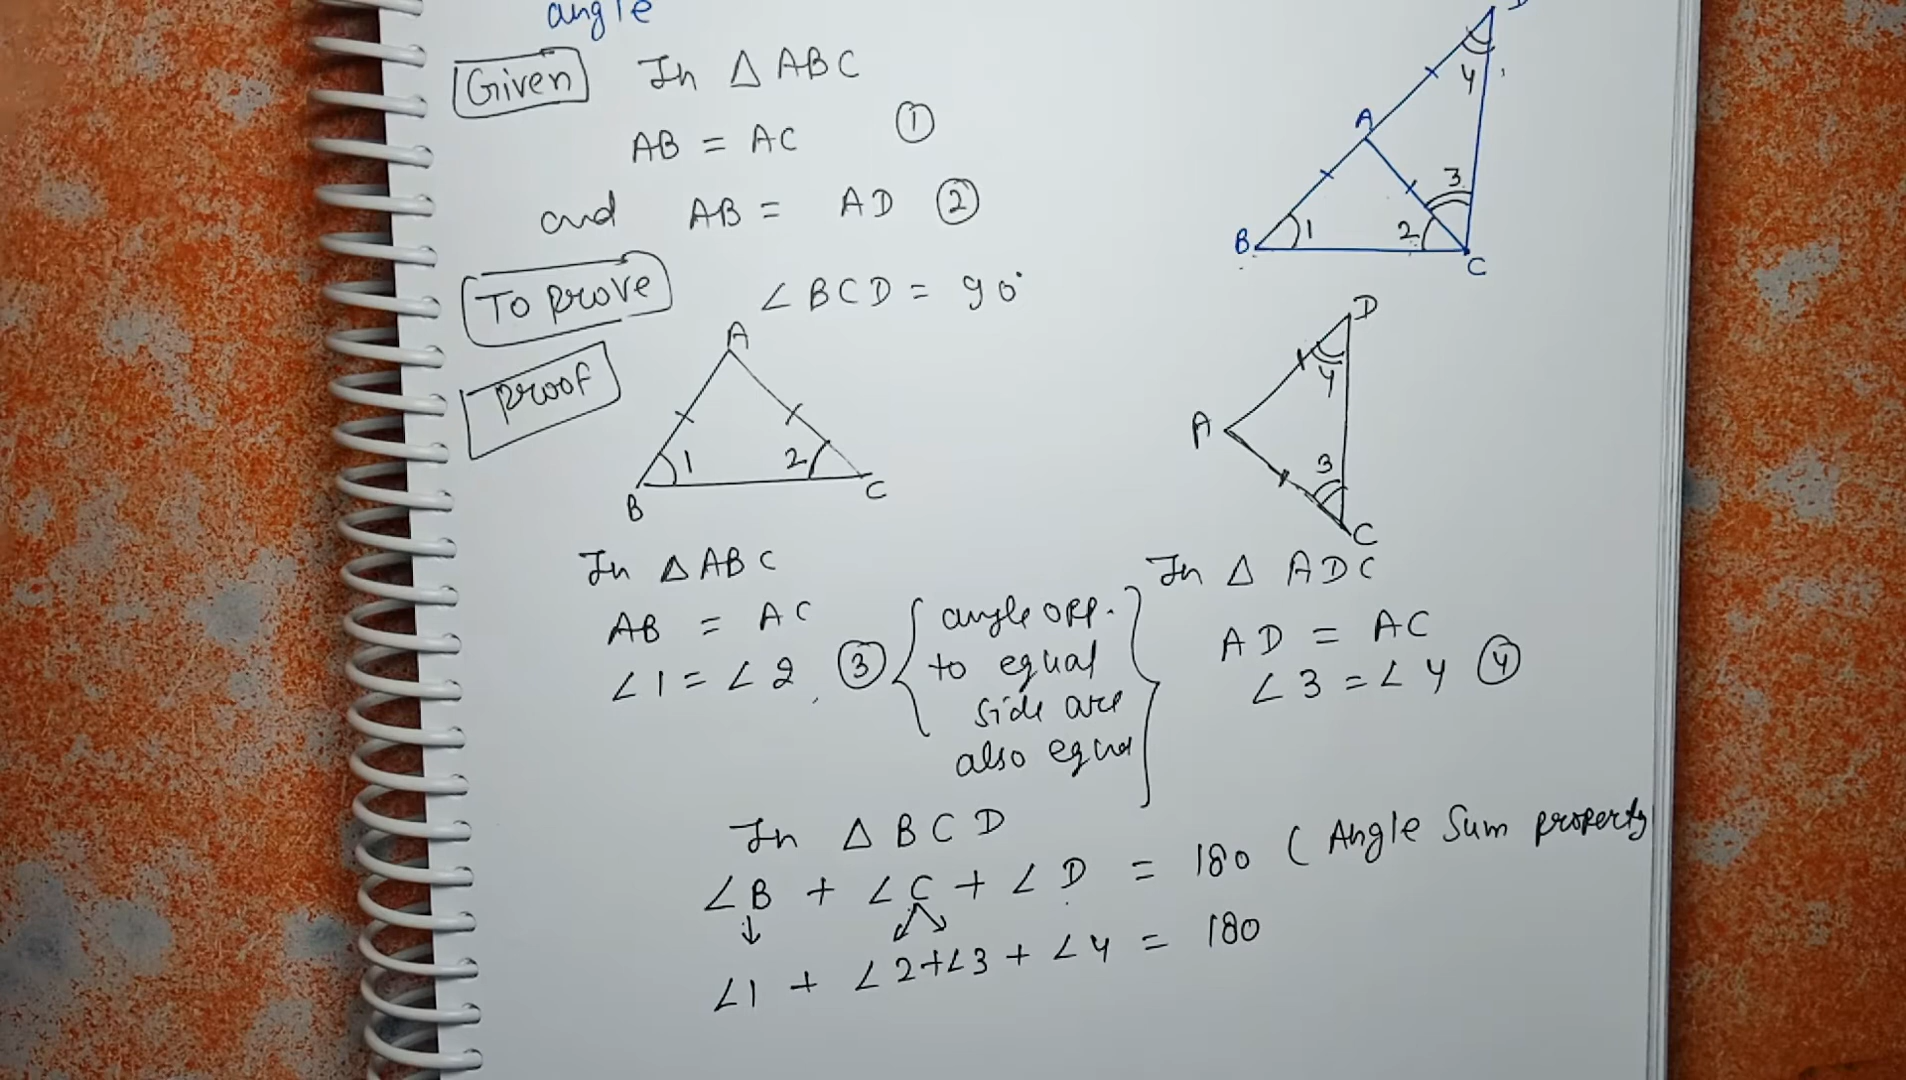 angle
Given In △ ABC
AB = AC ①
and AB = AD ②
To prove ∠ BCD = 90°
Proof
A
B
C
1
2
A
B
C
1
2
3
4
D
A
C
4
3
In △ ABC
AB = AC
∠1 = ∠2 ③
{ angle opp.
to equal
side are
also equal }
In △ ADC
AD = AC
∠3 = ∠4 ④
In △ BCD
∠B + ∠C + ∠D = 180 ( Angle Sum property
∠1 + ∠2+∠3 + ∠4 = 180